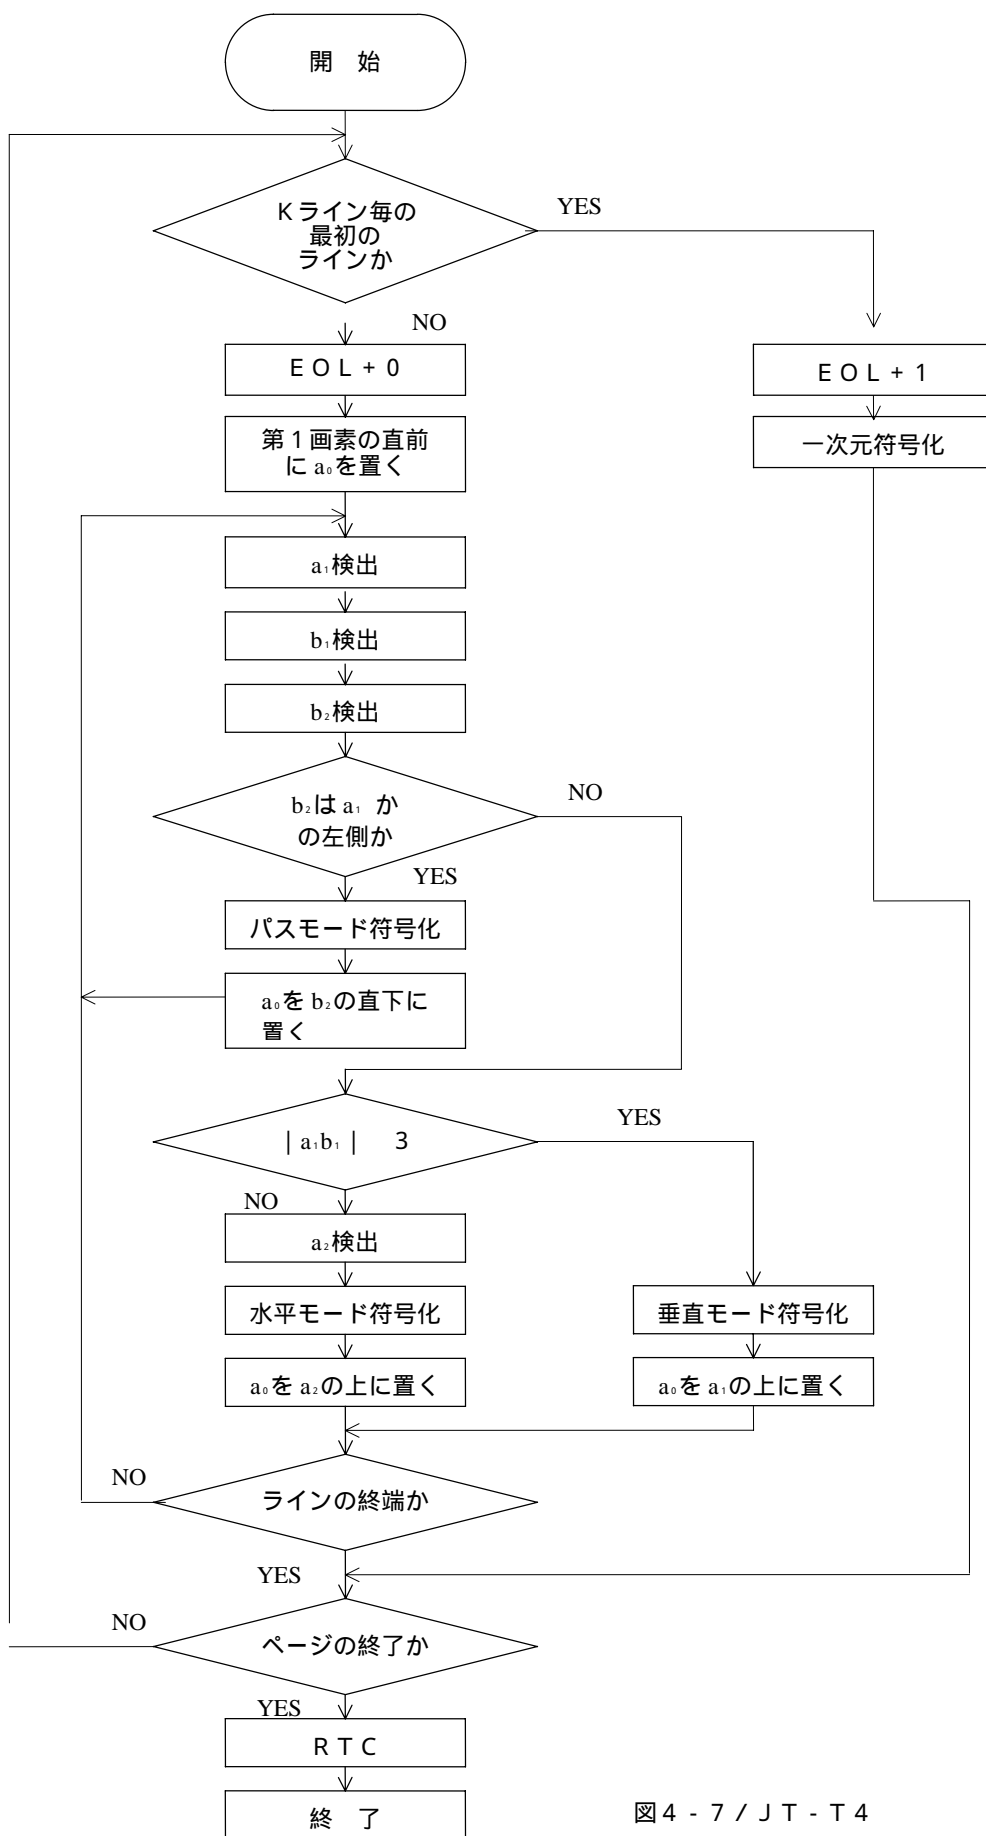 開　始
Kライン毎の
最初の
ラインか
YES
NO
EOL+0
EOL+1
第1画素の直前
に a₀を置く
一次元符号化
a₁検出
b₁検出
b₂検出
b₂は a₁ か
の左側か
NO
YES
パスモード符号化
a₀を b₂の直下に
置く
|a₁b₁|　3
YES
NO
a₂検出
水平モード符号化
垂直モード符号化
a₀を a₂の上に置く
a₀を a₁の上に置く
ラインの終端か
NO
YES
ページの終了か
NO
YES
RTC
終　了
図4-7/JT-T4